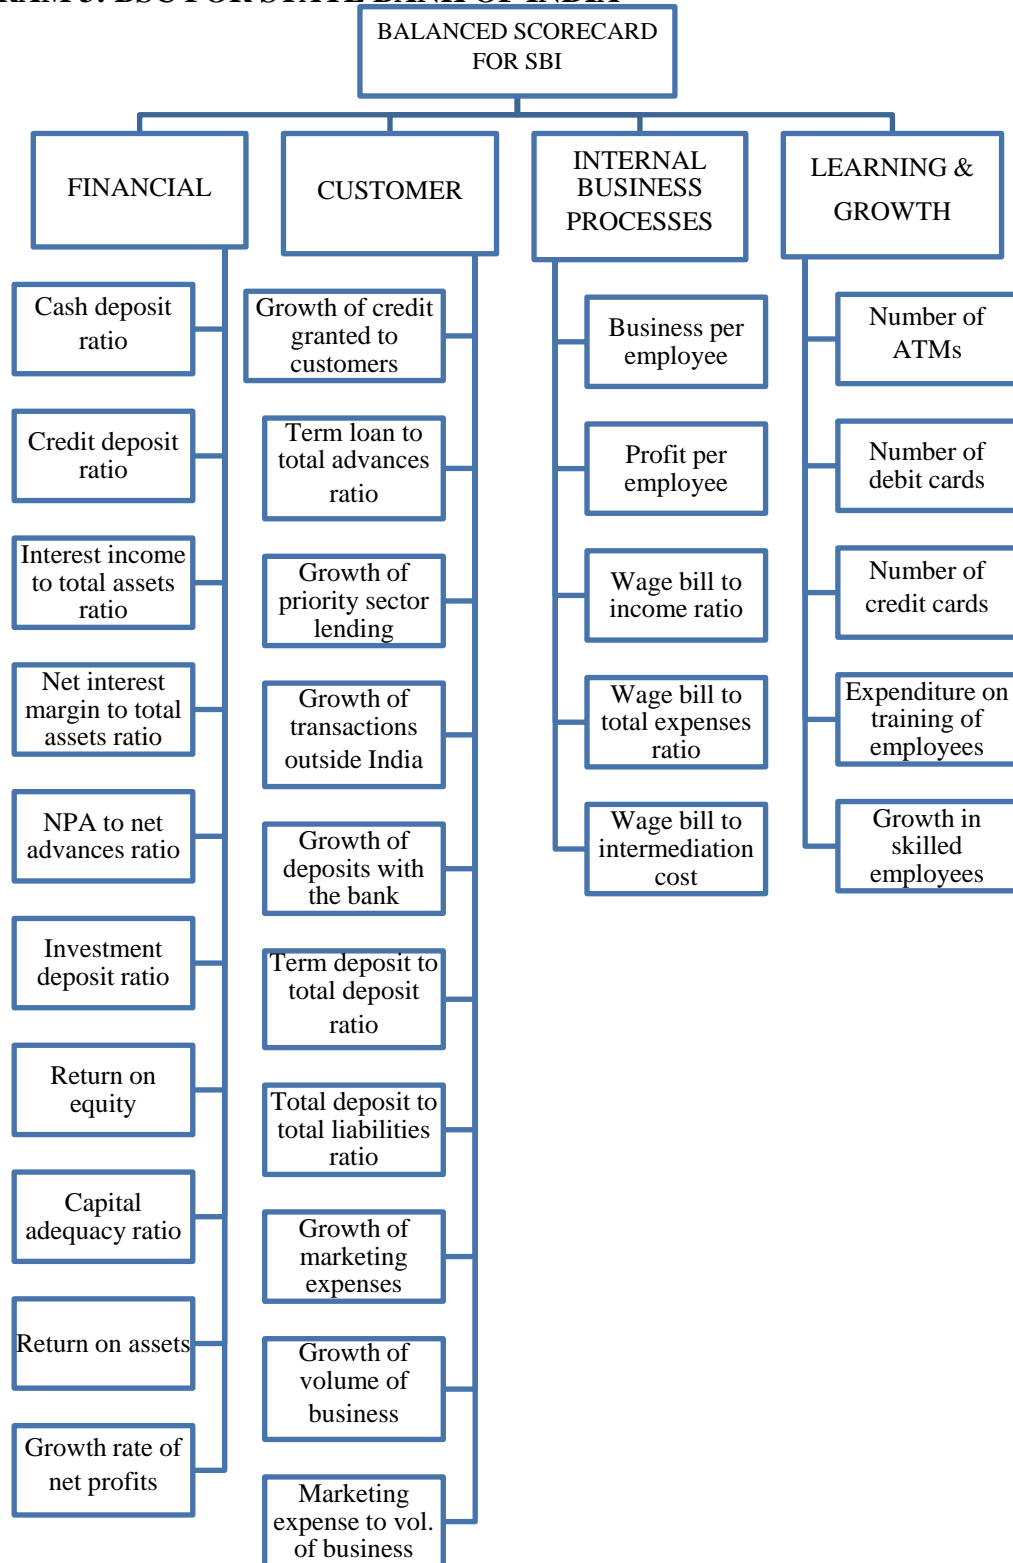 BSC FOR STATE BANK OF INDIA
BALANCED SCORECARD
FOR SBI
FINANCIAL
CUSTOMER
INTERNAL
BUSINESS
PROCESSES
LEARNING &
GROWTH
Cash deposit
ratio
Credit deposit
ratio
Interest income
to total assets
ratio
Net interest
margin to total
assets ratio
NPA to net
advances ratio
Investment
deposit ratio
Return on
equity
Capital
adequacy ratio
Return on assets
Growth rate of
net profits
Growth of credit
granted to
customers
Term loan to
total advances
ratio
Growth of
priority sector
lending
Growth of
transactions
outside India
Growth of
deposits with
the bank
Term deposit to
total deposit
ratio
Total deposit to
total liabilities
ratio
Growth of
marketing
expenses
Growth of
volume of
business
Marketing
expense to vol.
of business
Business per
employee
Profit per
employee
Wage bill to
income ratio
Wage bill to
total expenses
ratio
Wage bill to
intermediation
cost
Number of
ATMs
Number of
debit cards
Number of
credit cards
Expenditure on
training of
employees
Growth in
skilled
employees